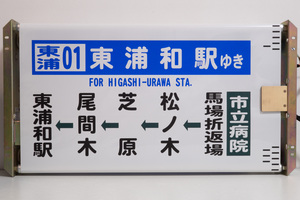 東浦01 東浦和駅ゆき
FOR HIGASHI-URAWA STA.
市立病院
馬場折返場
松ノ木
←
芝原
←
尾間木
←
東浦和駅